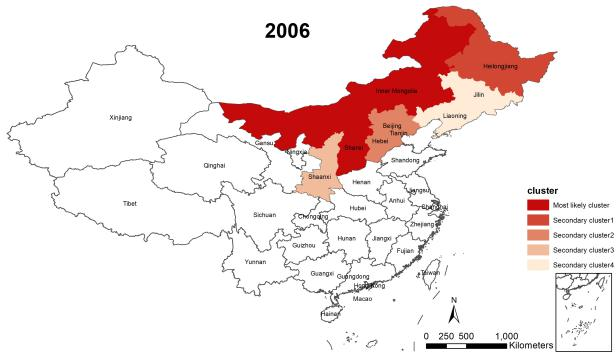 2006
Heilongjiang
Inner Mongolia
Jilin
Xinjiang
Liaoning
Beijing
Tianjin
Gansu
Hebei
Ningxia
Shanxi
Shandong
Qinghai
Shaanxi
Henan
Jiangsu
Tibet
Anhui
Shanghai
Sichuan
Hubei
Chongqing
Zhejiang
Hunan
Jiangxi
Guizhou
Fujian
Yunnan
Guangxi
Guangdong
Taiwan
Hong Kong
Macao
Hainan
cluster
Most likely cluster
Secondary cluster1
Secondary cluster2
Secondary cluster3
Secondary cluster4
N
0 250 500 1,000
Kilometers